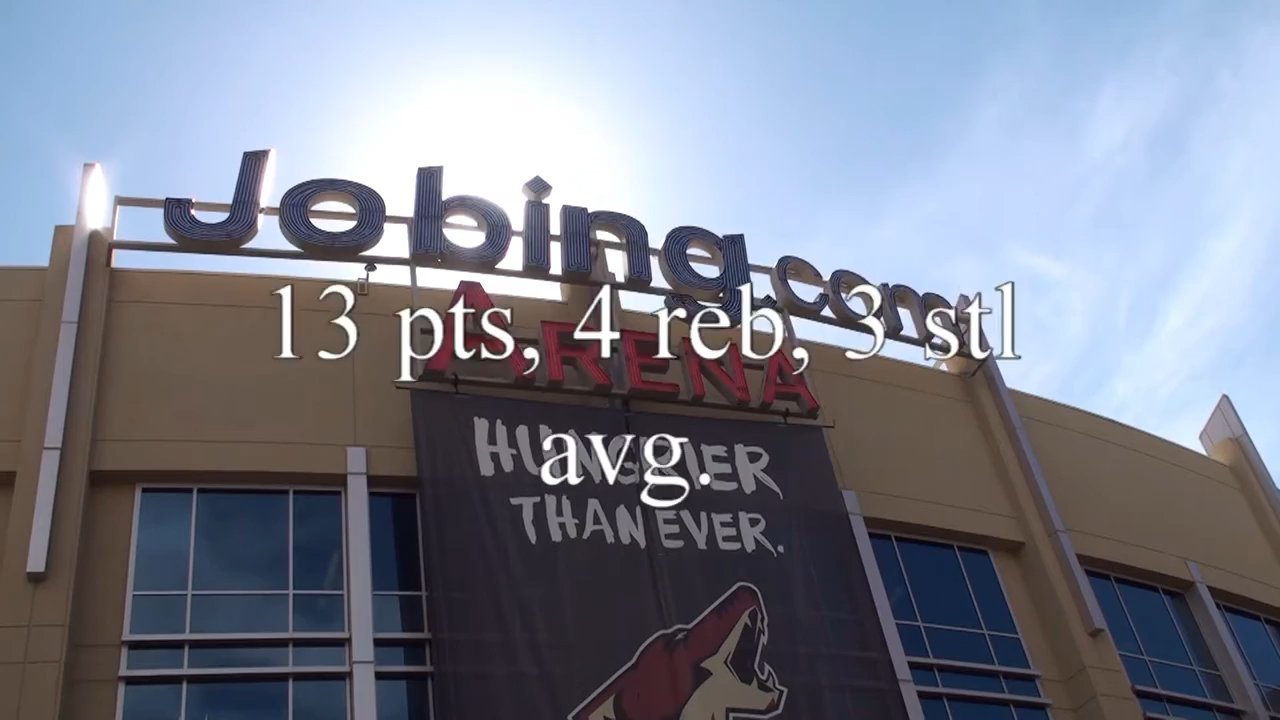 Jobing.com
ARENA
13 pts, 4 reb, 3 stl
avg.
HUNGRIER
THAN EVER.